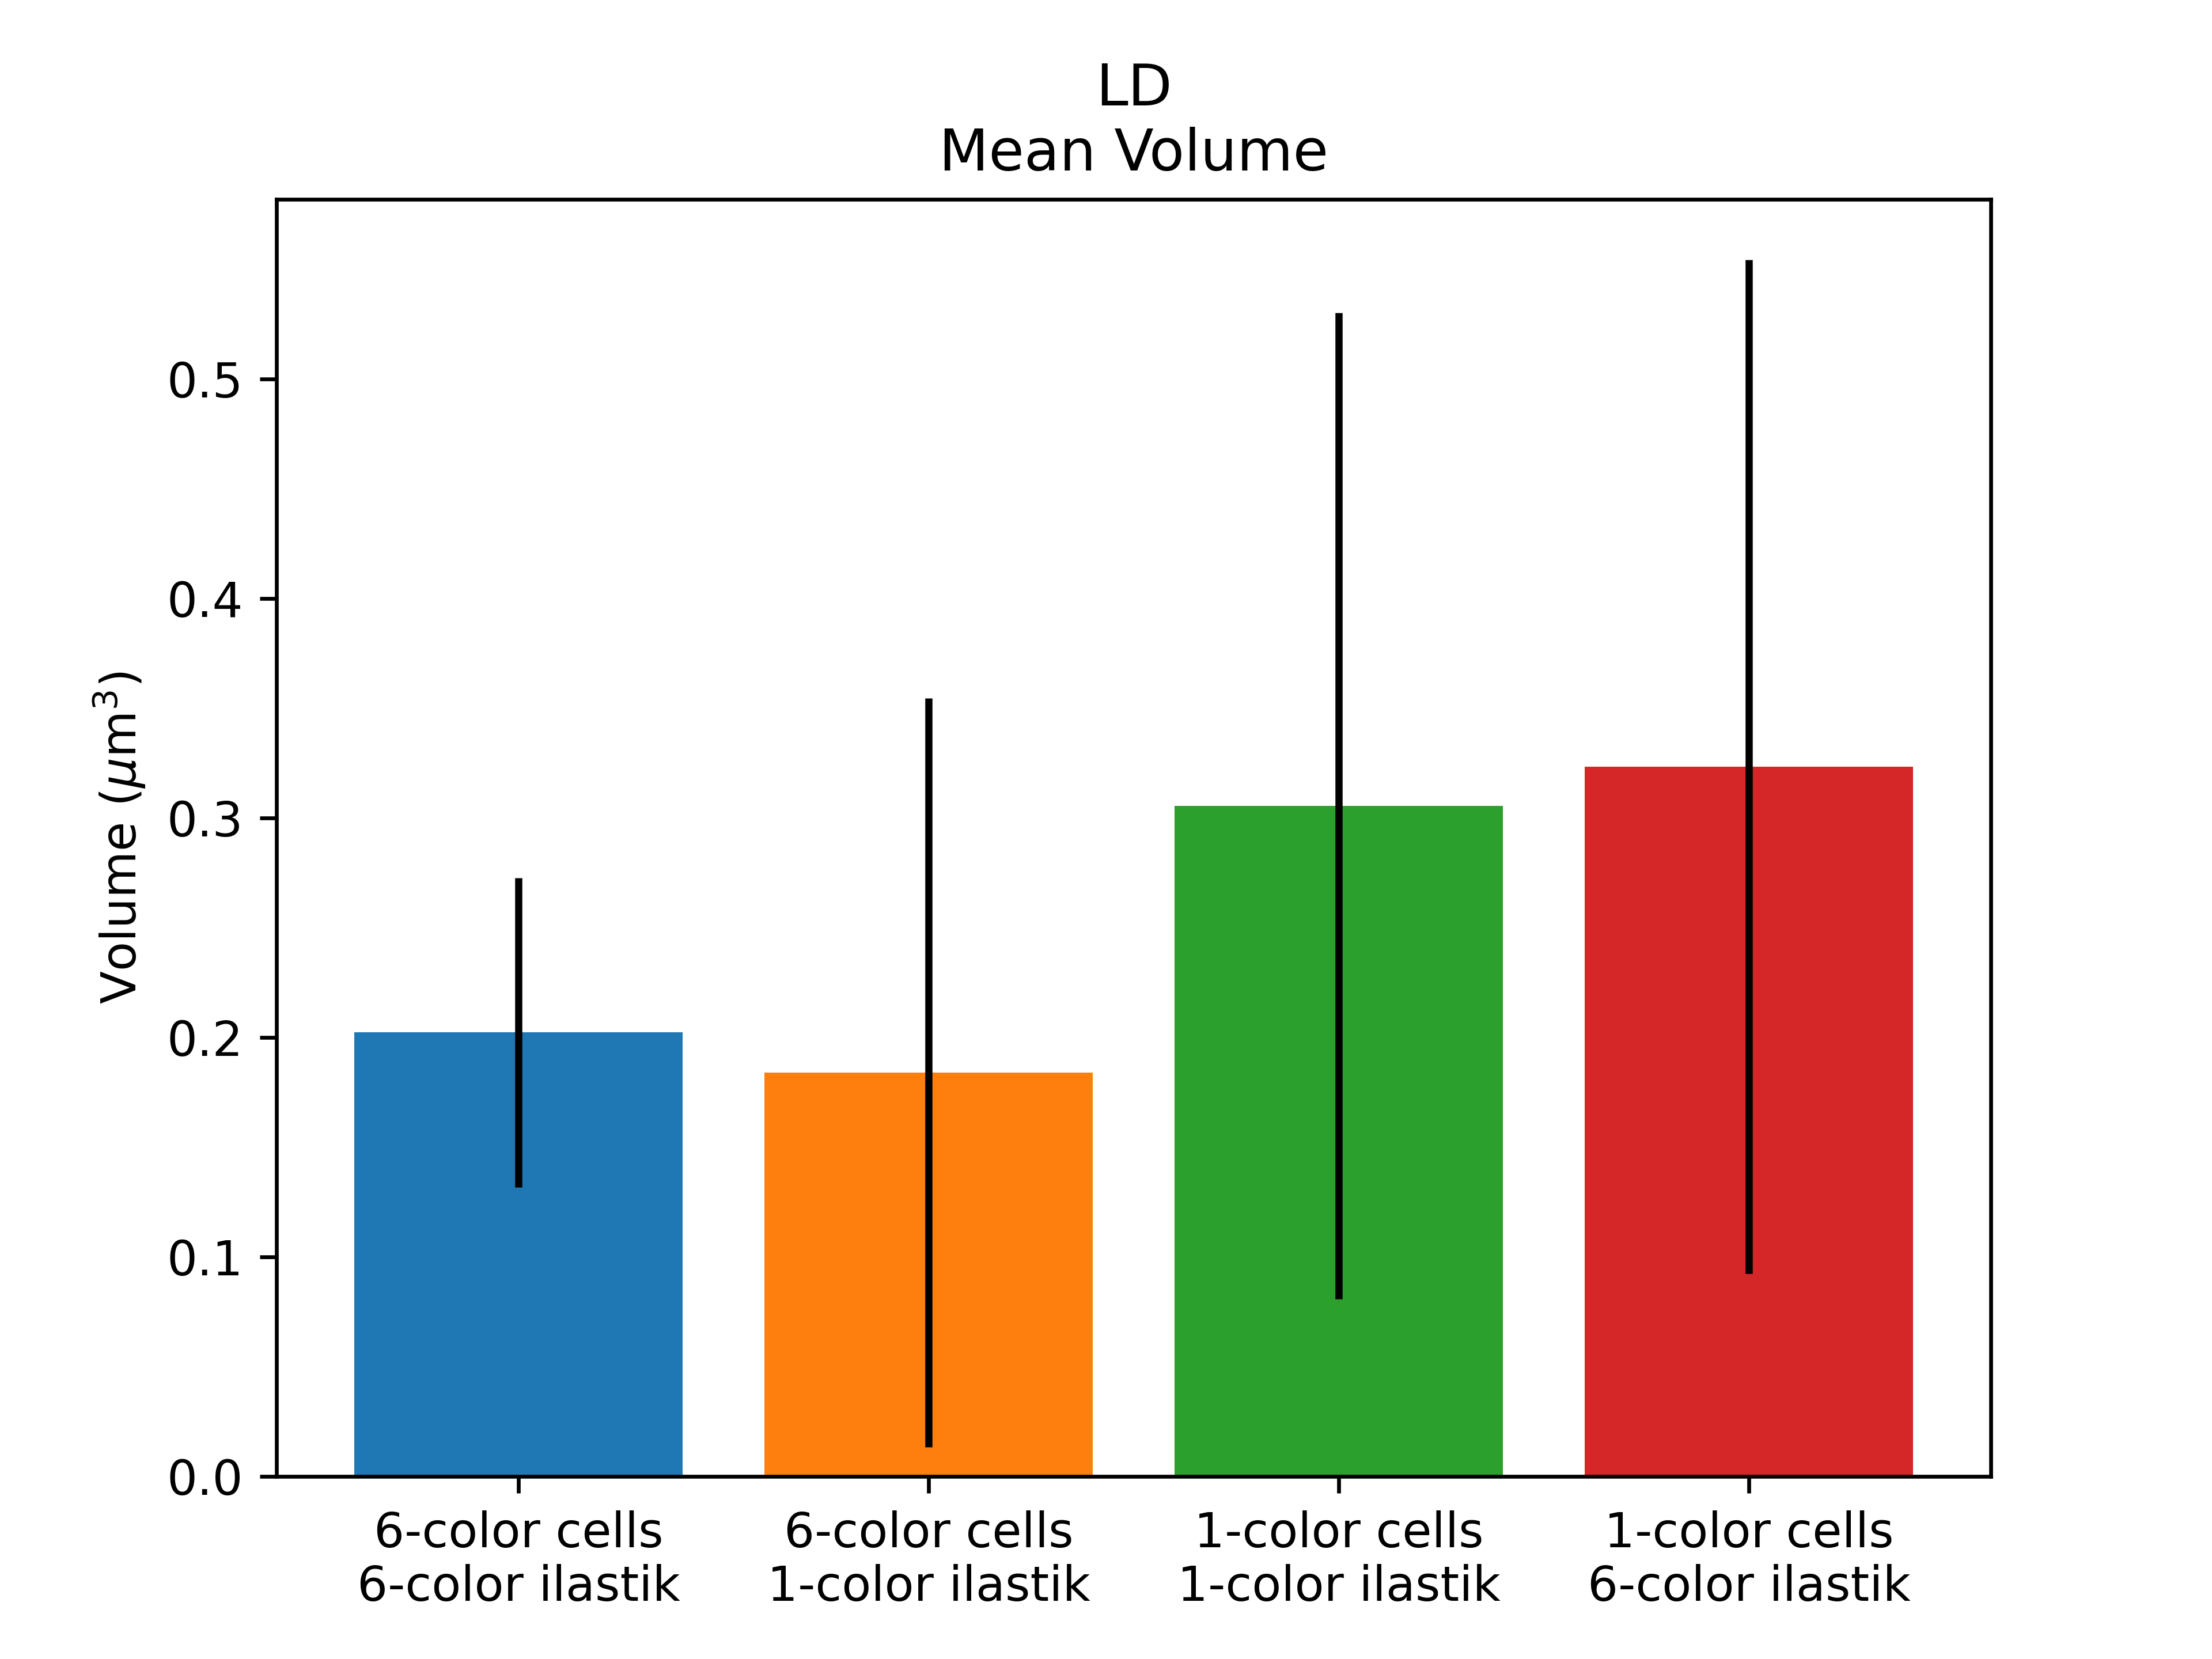 LD
Mean Volume
Volume (μm³)
0.5
0.4
0.3
0.2
0.1
0.0
6-color cells
6-color ilastik
6-color cells
1-color ilastik
1-color cells
1-color ilastik
1-color cells
6-color ilastik